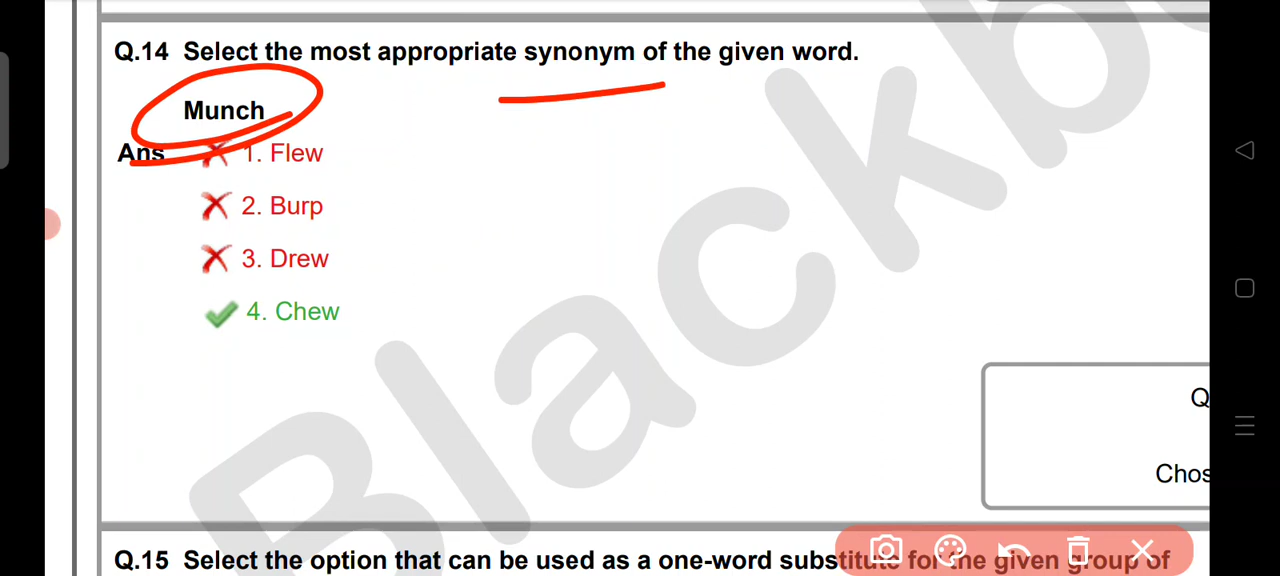 Q.14 Select the most appropriate synonym of the given word.
Munch
Ans 1. Flew
2. Burp
3. Drew
4. Chew
Q
Chos
Q.15 Select the option that can be used as a one-word substitute for the given group of
Blackb